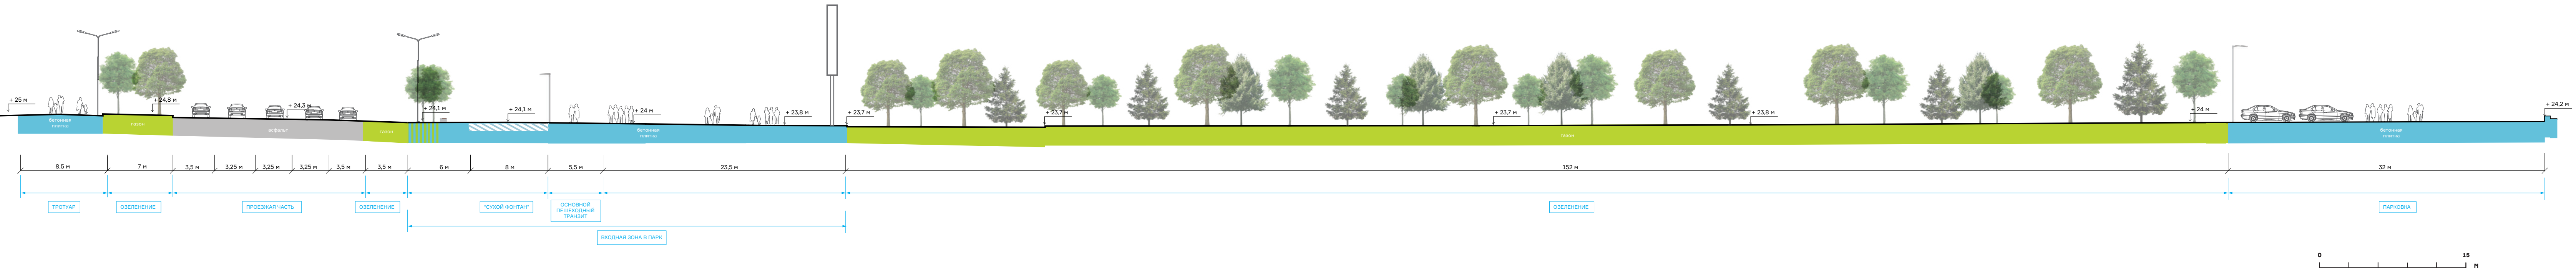 + 25 м
+ 24,8 м
+ 24,3 м
+ 24,1 м
+ 24,1 м
+ 24 м
+ 23,8 м
+ 23,7 м
+ 23,7 м
+ 23,7 м
+ 23,8 м
+ 24 м
+ 24,2 м
бетонная
плитка
газон
асфальт
газон
бетонная
плитка
газон
бетонная
плитка
8,5 м
7 м
3,5 м
3,25 м
3,25 м
3,25 м
3,5 м
3,5 м
6 м
8 м
5,5 м
23,5 м
152 м
32 м
ТРОТУАР
ОЗЕЛЕНЕНИЕ
ПРОЕЗЖАЯ ЧАСТЬ
ОЗЕЛЕНЕНИЕ
"СУХОЙ ФОНТАН"
ОСНОВНОЙ
ПЕШЕХОДНЫЙ
ТРАНЗИТ
ОЗЕЛЕНЕНИЕ
ПАРКОВКА
ВХОДНАЯ ЗОНА В ПАРК
0 15
М